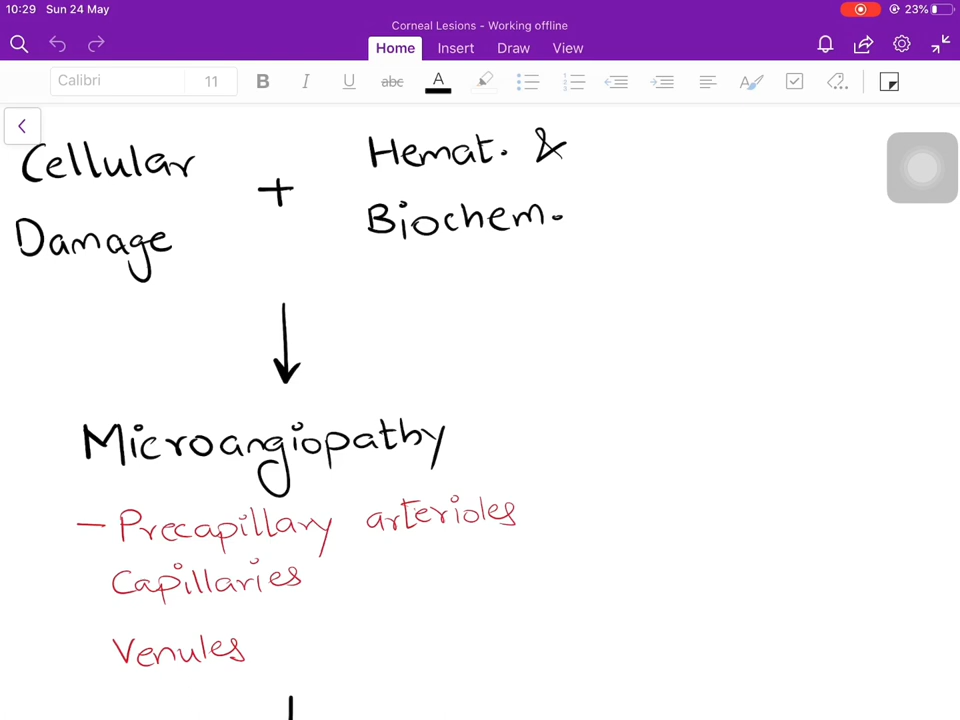 10:29 Sun 24 May
23%
Corneal Lesions - Working offline
Home Insert Draw View
Calibri 11 B I U abc A
Cellular
Damage
+
Hemat. &
Biochem.
Microangiopathy
- Precapillary arterioles
Capillaries
Venules